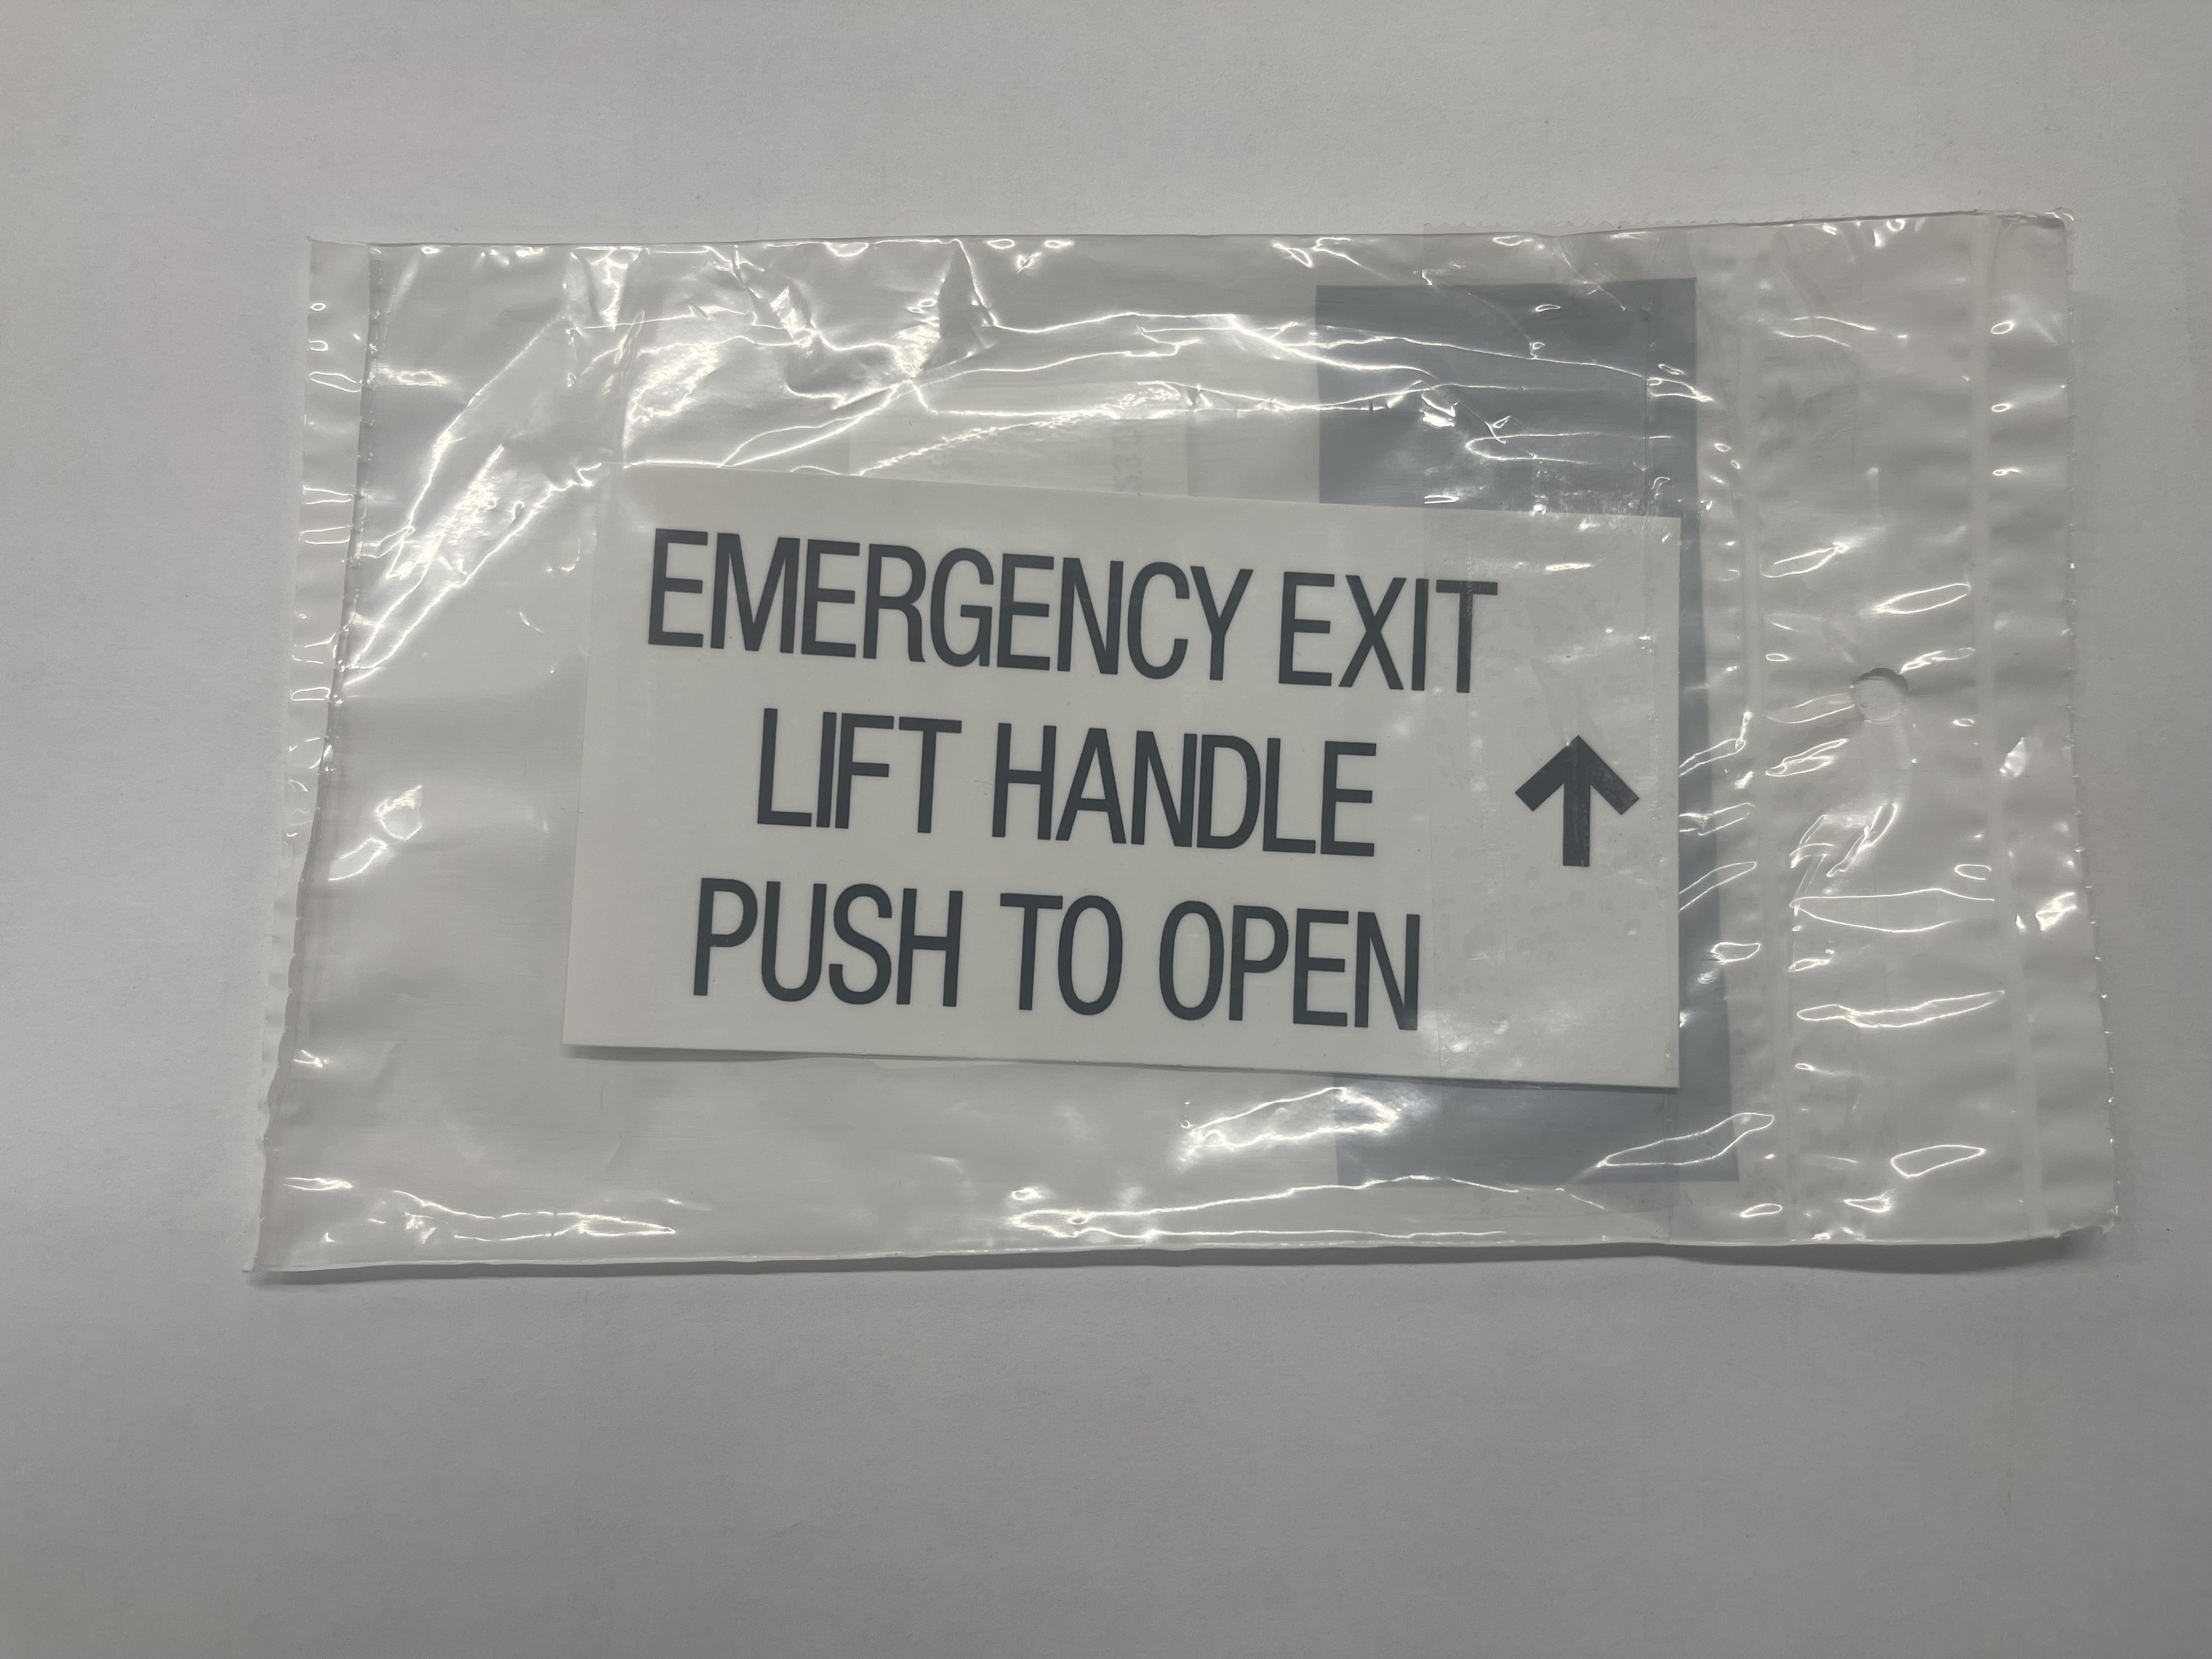 EMERGENCY EXIT
LIFT HANDLE
PUSH TO OPEN